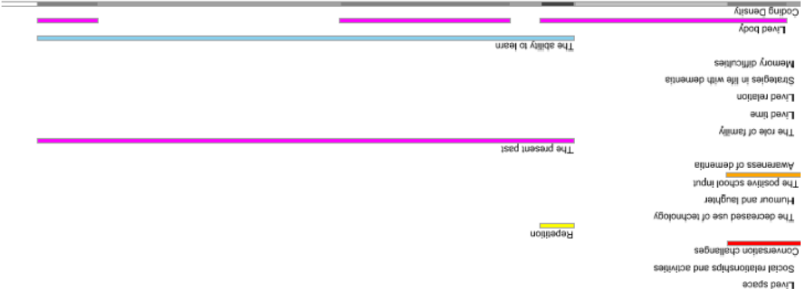 Lived space
Social relationships and activities
Conversation challenges
Repetition
The decreased use of technology
Humour and laughter
The positive school input
Awareness of dementia
The present past
The role of family
Lived time
Lived relation
Strategies in life with dementia
Memory difficulties
The ability to learn
Lived body
Coding Density